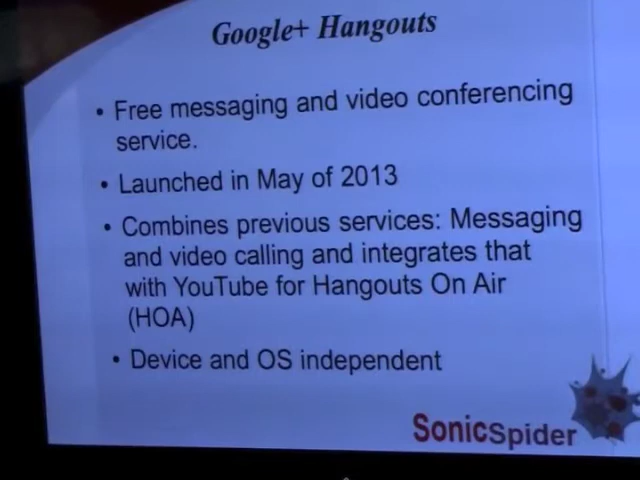 Google+ Hangouts
• Free messaging and video conferencing
service.
• Launched in May of 2013
• Combines previous services: Messaging
and video calling and integrates that
with YouTube for Hangouts On Air
(HOA)
• Device and OS independent
SonicSpider